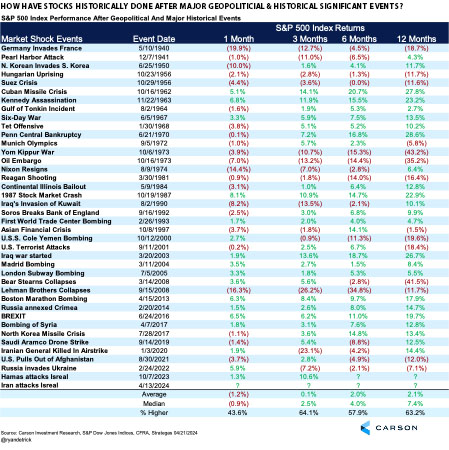 HOW HAVE STOCKS HISTORICALLY DONE AFTER MAJOR GEOPOLITICAL & HISTORICAL SIGNIFICANT EVENTS?
S&P 500 Index Performance After Geopolitical And Major Historical Events
S&P 500 Index Returns
Market Shock Events Event Date 1 Month 3 Months 6 Months 12 Months
Germany Invades France 5/10/1940 (19.9%) (12.7%) (4.5%) (18.7%)
Pearl Harbor Attack 12/7/1941 (1.0%) (11.0%) (6.5%) 4.3%
N. Korean Invades S. Korea 6/25/1950 (10.0%) 1.6% 4.1% 11.7%
Hungarian Uprising 10/23/1956 (2.1%) (2.8%) (1.3%) (11.7%)
Suez Crisis 10/29/1956 (4.4%) (3.6%) (0.0%) (11.6%)
Cuban Missile Crisis 10/16/1962 5.1% 14.1% 20.7% 27.8%
Kennedy Assassination 11/22/1963 6.8% 11.9% 15.5% 23.2%
Gulf of Tonkin Incident 8/2/1964 (1.6%) 1.9% 5.3% 2.7%
Six-Day War 6/5/1967 3.3% 5.9% 7.5% 13.5%
Tet Offensive 1/30/1968 (3.8%) 5.1% 5.2% 10.2%
Penn Central Bankruptcy 6/21/1970 (0.1%) 7.2% 16.8% 28.6%
Munich Olympics 9/5/1972 (1.0%) 5.7% 2.3% (5.8%)
Yom Kippur War 10/6/1973 (3.9%) (10.7%) (15.3%) (43.2%)
Oil Embargo 10/16/1973 (7.0%) (13.2%) (14.4%) (35.2%)
Nixon Resigns 8/9/1974 (14.4%) (7.0%) (2.8%) 6.4%
Reagan Shooting 3/30/1981 (0.9%) (1.8%) (14.0%) (16.4%)
Continental Illinois Bailout 5/9/1984 (3.1%) 1.0% 6.4% 12.8%
1987 Stock Market Crash 10/19/1987 8.1% 10.9% 14.7% 22.9%
Iraq's Invasion of Kuwait 8/2/1990 (8.2%) (13.5%) (2.1%) 10.1%
Soros Breaks Bank of England 9/16/1992 (2.5%) 3.0% 6.8% 9.9%
First World Trade Center Bombing 2/26/1993 1.7% 2.0% 4.0% 4.7%
Asian Financial Crisis 10/8/1997 (3.7%) (1.8%) 14.1% (1.5%)
U.S.S. Cole Yemen Bombing 10/12/2000 2.7% (0.9%) (11.3%) (19.6%)
U.S. Terrorist Attacks 9/11/2001 (0.2%) 2.5% 6.7% (18.4%)
Iraq war started 3/20/2003 1.9% 13.6% 18.7% 26.7%
Madrid Bombing 3/11/2004 3.5% 2.7% 1.5% 8.4%
London Subway Bombing 7/5/2005 3.3% 1.8% 5.3% 5.5%
Bear Stearns Collapses 3/14/2008 3.6% 5.6% (2.8%) (41.5%)
Lehman Brothers Collapses 9/15/2008 (16.3%) (26.2%) (34.8%) (11.7%)
Boston Marathon Bombing 4/15/2013 6.3% 8.4% 9.7% 17.9%
Russia annexed Crimea 2/20/2014 1.5% 2.6% 8.0% 14.7%
BREXIT 6/24/2016 6.5% 6.2% 11.0% 19.7%
Bombing of Syria 4/7/2017 1.8% 3.1% 7.6% 12.8%
North Korea Missile Crisis 7/28/2017 (1.1%) 3.6% 14.8% 13.4%
Saudi Aramco Drone Strike 9/14/2019 (1.4%) 5.4% (8.8%) 12.5%
Iranian General Killed In Airstrike 1/3/2020 1.9% (23.1%) (4.2%) 14.4%
U.S. Pulls Out of Afghanistan 8/30/2021 (3.7%) 2.8% (4.9%) (12.0%)
Russia invades Ukraine 2/24/2022 5.9% (7.2%) (2.1%) (7.1%)
Hamas attacks Isreal 10/7/2023 1.3% 10.6% ? ?
Iran attacks Isreal 4/13/2024 ? ? ? ?
Average (1.2%) 0.1% 2.0% 2.1%
Median (0.9%) 2.5% 4.0% 7.4%
% Higher 43.6% 64.1% 57.9% 63.2%
Source: Carson Investment Research, S&P Dow Jones Indices, CFRA, Strategas 04/21/2024
@ryandetrick
CARSON